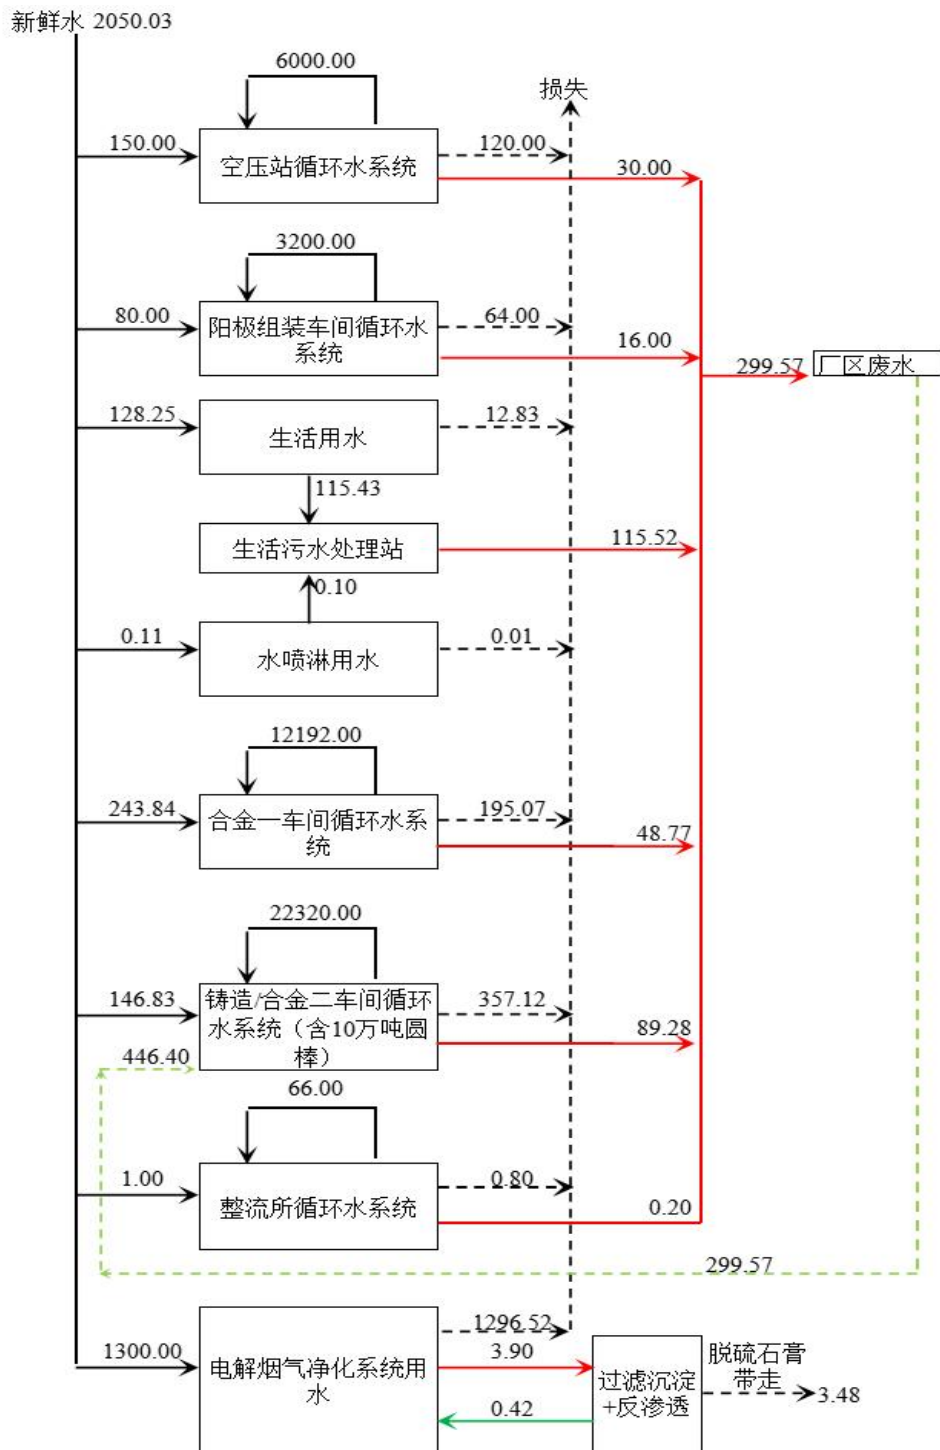 新鲜水 2050.03
6000.00
损失
150.00
空压站循环水系统
120.00
30.00
3200.00
80.00
阳极组装车间循环水
系统
64.00
16.00
299.57
厂区废水
128.25
生活用水
12.83
115.43
生活污水处理站
115.52
0.10
0.11
水喷淋用水
0.01
12192.00
243.84
合金一车间循环水系
统
195.07
48.77
22320.00
146.83
铸造/合金二车间循环
水系统（含10万吨圆
棒）
357.12
89.28
446.40
66.00
1.00
整流所循环水系统
0.80
0.20
299.57
1300.00
电解烟气净化系统用
水
1296.52
3.90
0.42
过滤沉淀
+反渗透
脱硫石膏
带走
3.48